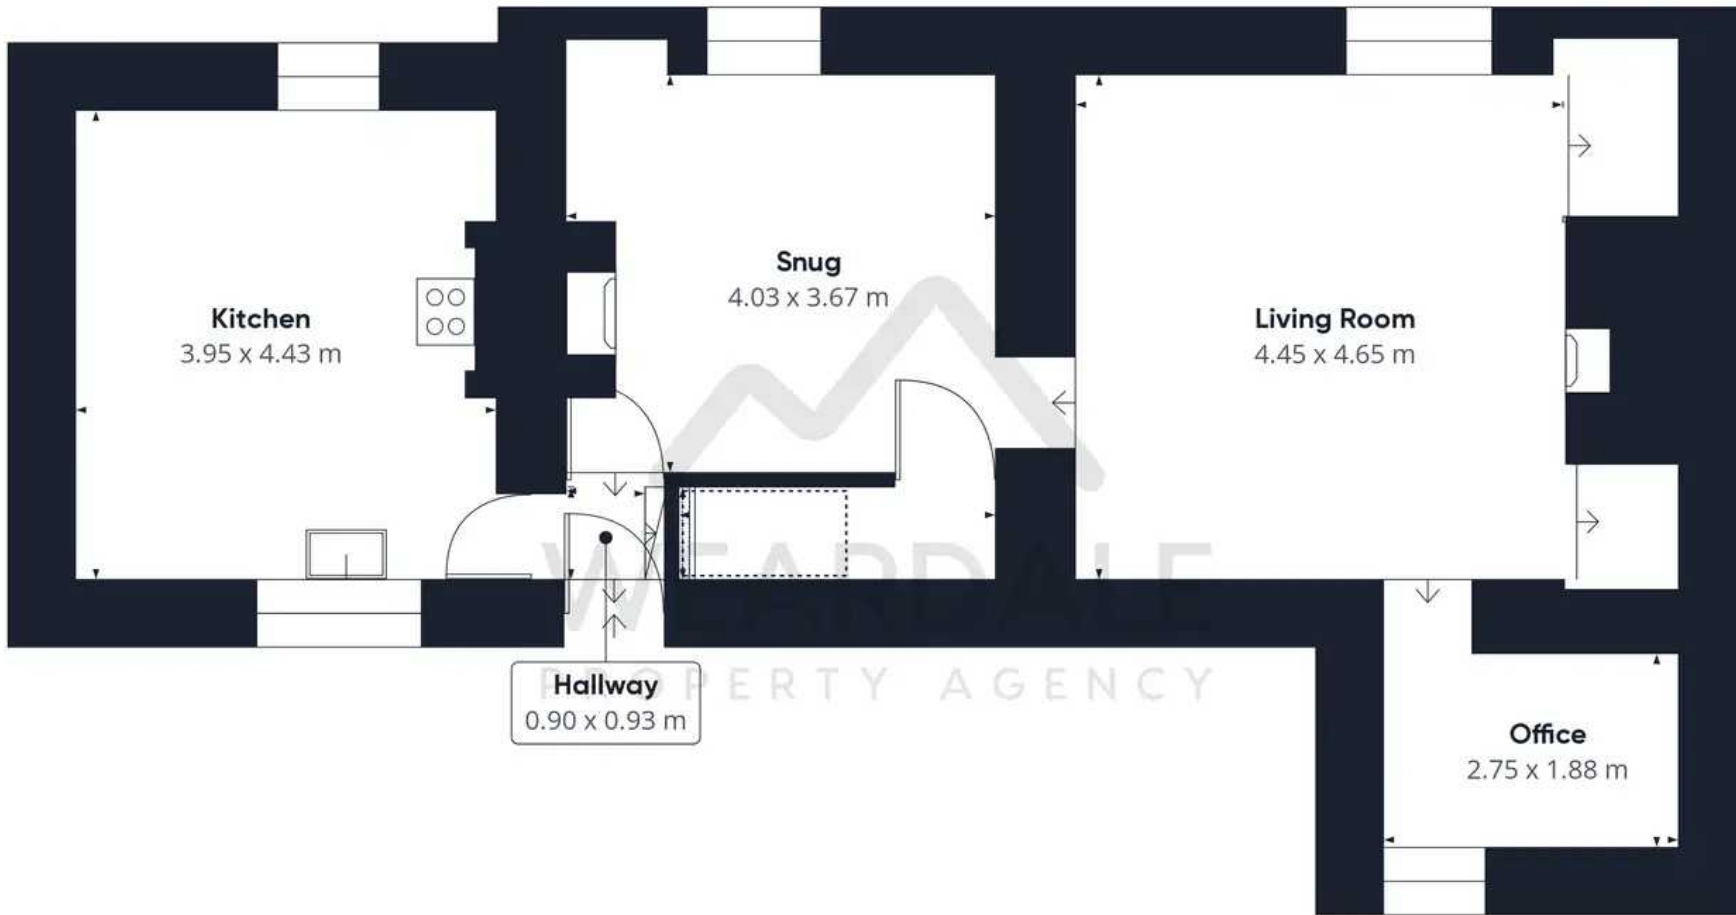 Kitchen
3.95 x 4.43 m
Snug
4.03 x 3.67 m
Living Room
4.45 x 4.65 m
WEARDALE
PROPERTY AGENCY
Hallway
0.90 x 0.93 m
Office
2.75 x 1.88 m